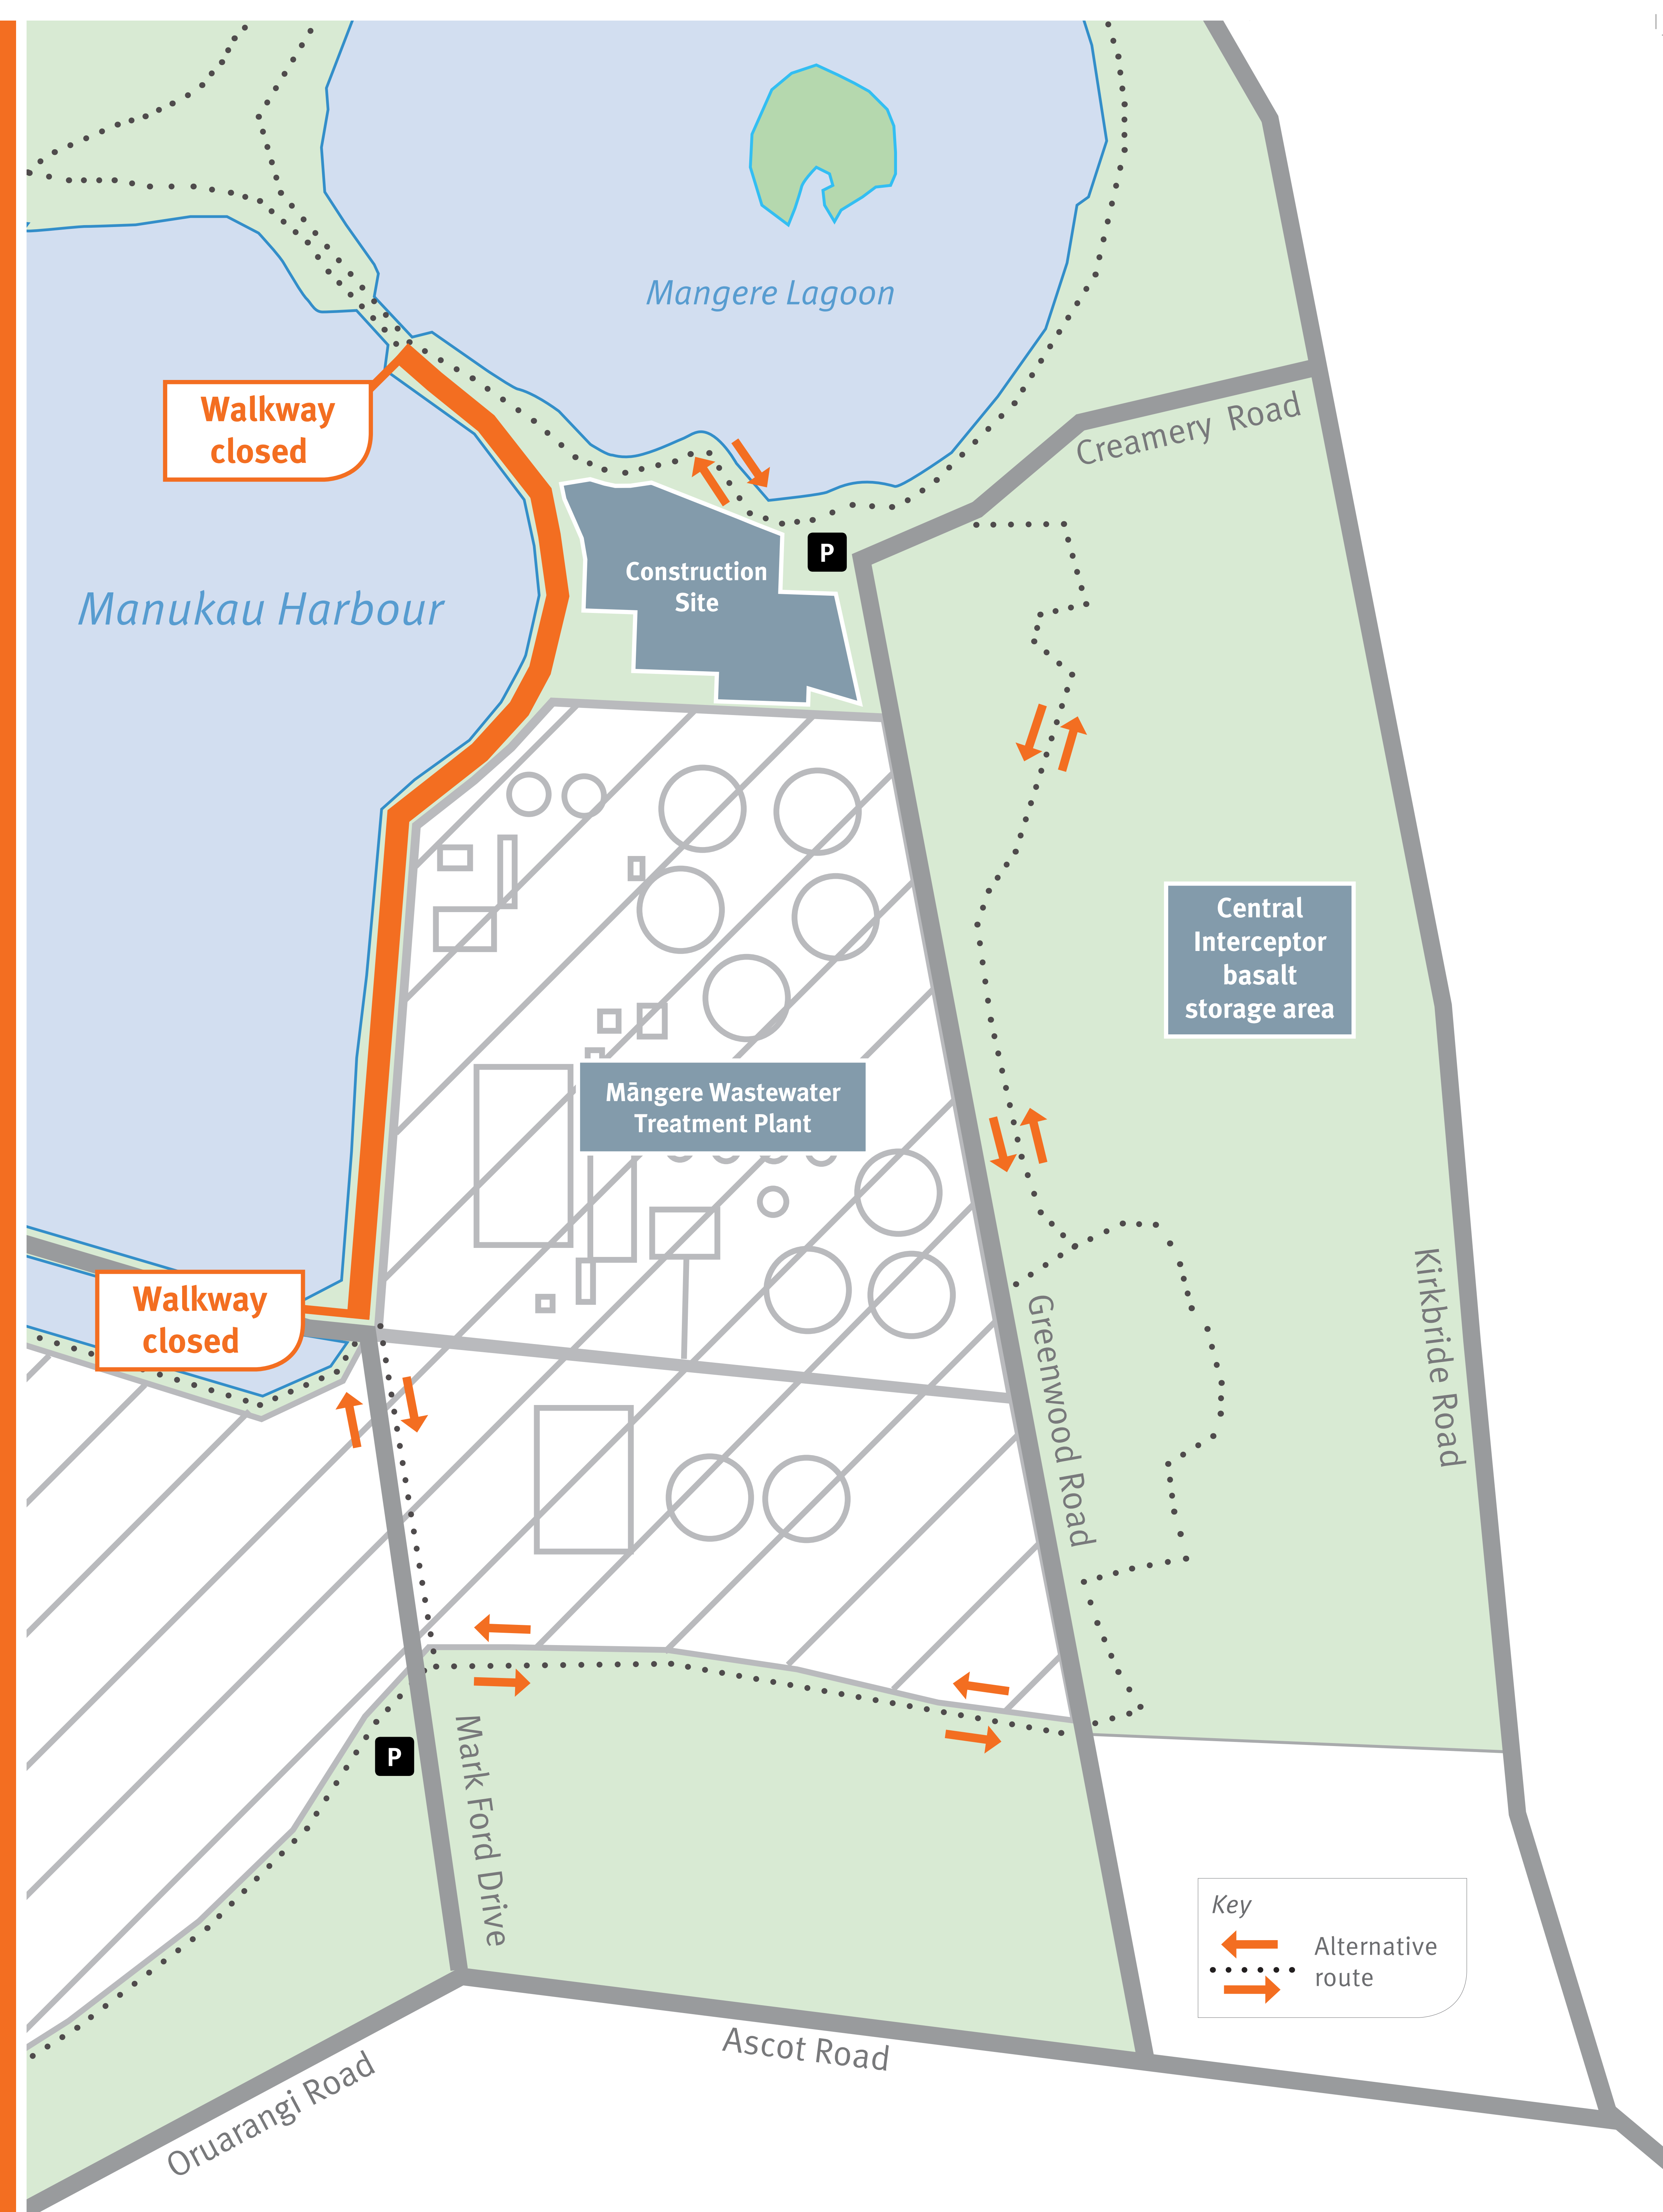 Mangere Lagoon
Walkway
closed
Creamery Road
P
Construction
Site
Manukau Harbour
Central
Interceptor
basalt
storage area
Māngere Wastewater
Treatment Plant
Kirkbride Road
Walkway
closed
Greenwood Road
P
Mark Ford Drive
Key
Alternative
route
Ascot Road
Oruarangi Road